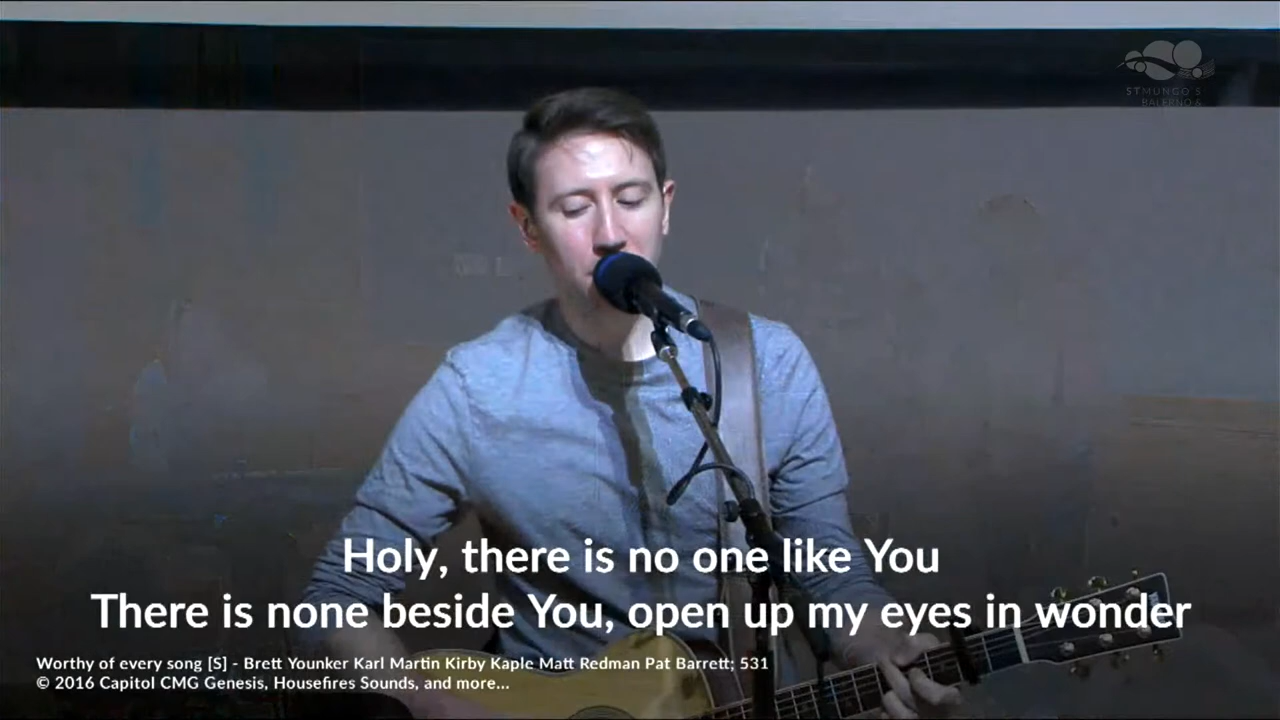 STMUNGO'S
BALERNO &
Holy, there is no one like You
There is none beside You, open up my eyes in wonder
Worthy of every song [S] - Brett Younker Karl Martin Kirby Kaple Matt Redman Pat Barrett; 531
© 2016 Capitol CMG Genesis, Housefires Sounds, and more...